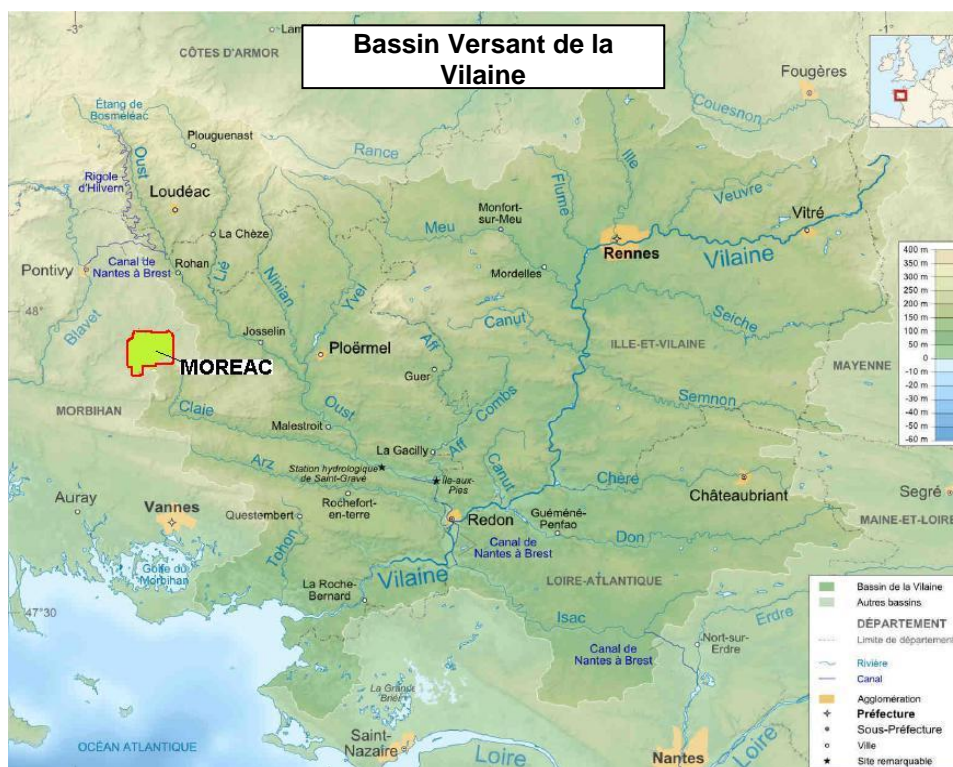 Bassin Versant de la
Vilaine
-3°
-1°
Lam
CÔTES D'ARMOR
Fougères
Couesnon
Étang de
Bosméléac
Plouguenast
Rance
Oust
Rigole
d'Hilvern
Loudéac
Ille
Flume
Veuvre
Vitré
Monfort-
sur-Meu
La Chèze
Meu
Rennes
Vilaine
Pontivy
Canal de
Nantes à Brest
Rohan
Lié
Ninian
Yvel
Mordelles
48°
Blavet
Josselin
Canut
Seiche
ILLE-ET-VILAINE
MAYENNE
400 m
350 m
300 m
250 m
200 m
150 m
100 m
50 m
0
-10 m
-20 m
-30 m
-40 m
-50 m
-60 m
MOREAC
Ploërmel
Aff
Guer
Combs
Semnon
MORBIHAN
Claie
Oust
Malestroit
La Gacilly
Aff
Arz
Station hydrologique
de Saint-Gravé
Île-aux-
Pies
Canut
Chère
Châteaubriant
Segré
Auray
Vannes
Rochefort-
en-terre
Questembert
Redon
Guéméné-
Penfao
Don
MAINE-ET-LOIRE
Canal de
Nantes à Brest
Golfe du
Morbihan
Tohon
Vilaine
La Roche-
Bernard
LOIRE-ATLANTIQUE
47°30
Isac
Erdre
Nort-sur-
Erdre
Canal de
Nantes à Brest
La Grande
Brière
OCÉAN ATLANTIQUE
Saint-
Nazaire
Loire
Nantes
Loire
Bassin de la Vilaine
Autres bassins
DÉPARTEMENT
Limite de département
Rivière
Canal
Agglomération
Préfecture
Sous-Préfecture
Ville
Site remarquable